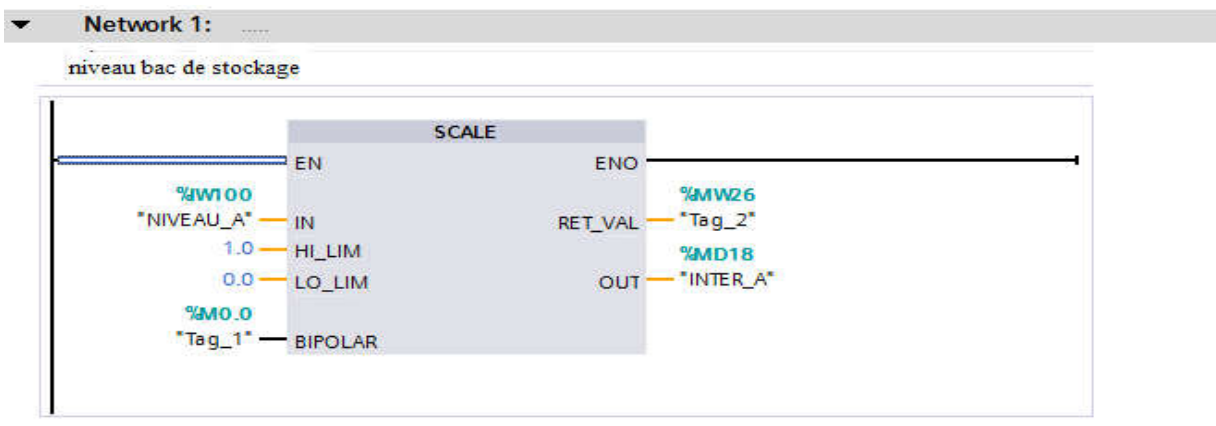 Network 1: .....
niveau bac de stockage
SCALE
EN ENO
%IW100
"NIVEAU_A" IN
1.0 HI_LIM
0.0 LO_LIM
%M0.0
"Tag_1" BIPOLAR
%MW26
RET_VAL "Tag_2"
%MD18
OUT "INTER_A"